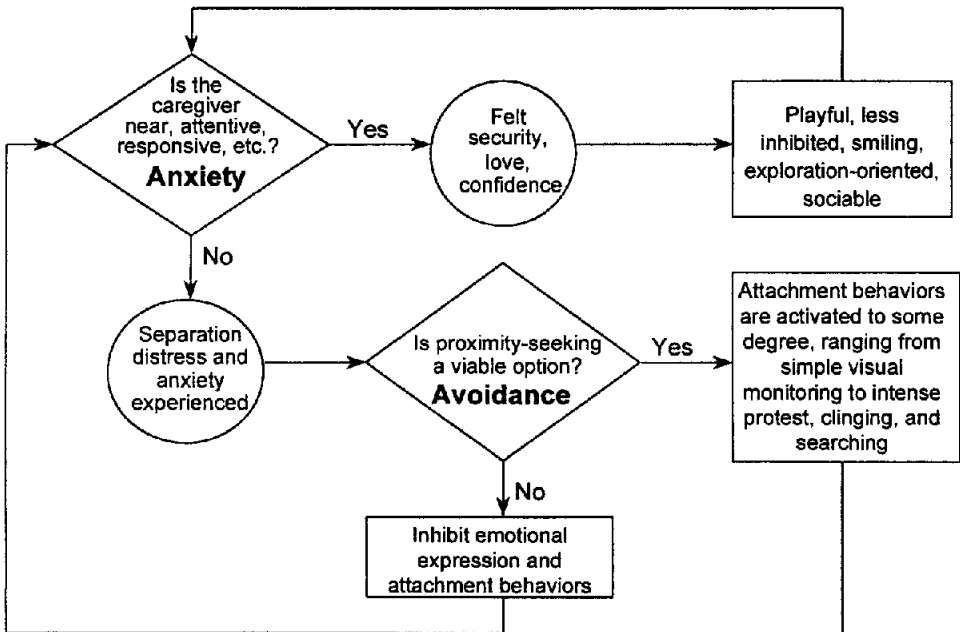 Is the
caregiver
near, attentive,
responsive, etc.?
Anxiety
Yes
Felt
security,
love,
confidence
Playful, less
inhibited, smiling,
exploration-oriented,
sociable
No
Separation
distress and
anxiety
experienced
Is proximity-seeking
a viable option?
Avoidance
Yes
Attachment behaviors
are activated to some
degree, ranging from
simple visual
monitoring to intense
protest, clinging, and
searching
No
Inhibit emotional
expression and
attachment behaviors